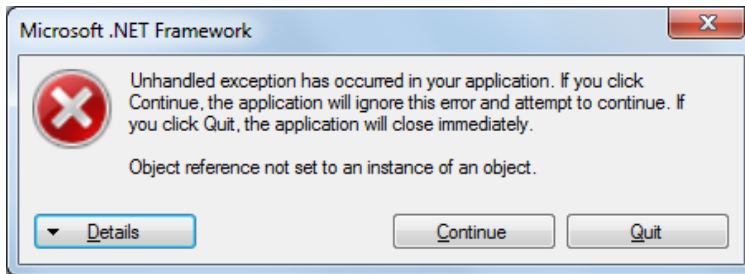 Microsoft .NET Framework
Unhandled exception has occurred in your application. If you click
Continue, the application will ignore this error and attempt to continue. If
you click Quit, the application will close immediately.
Object reference not set to an instance of an object.
Details
Continue
Quit